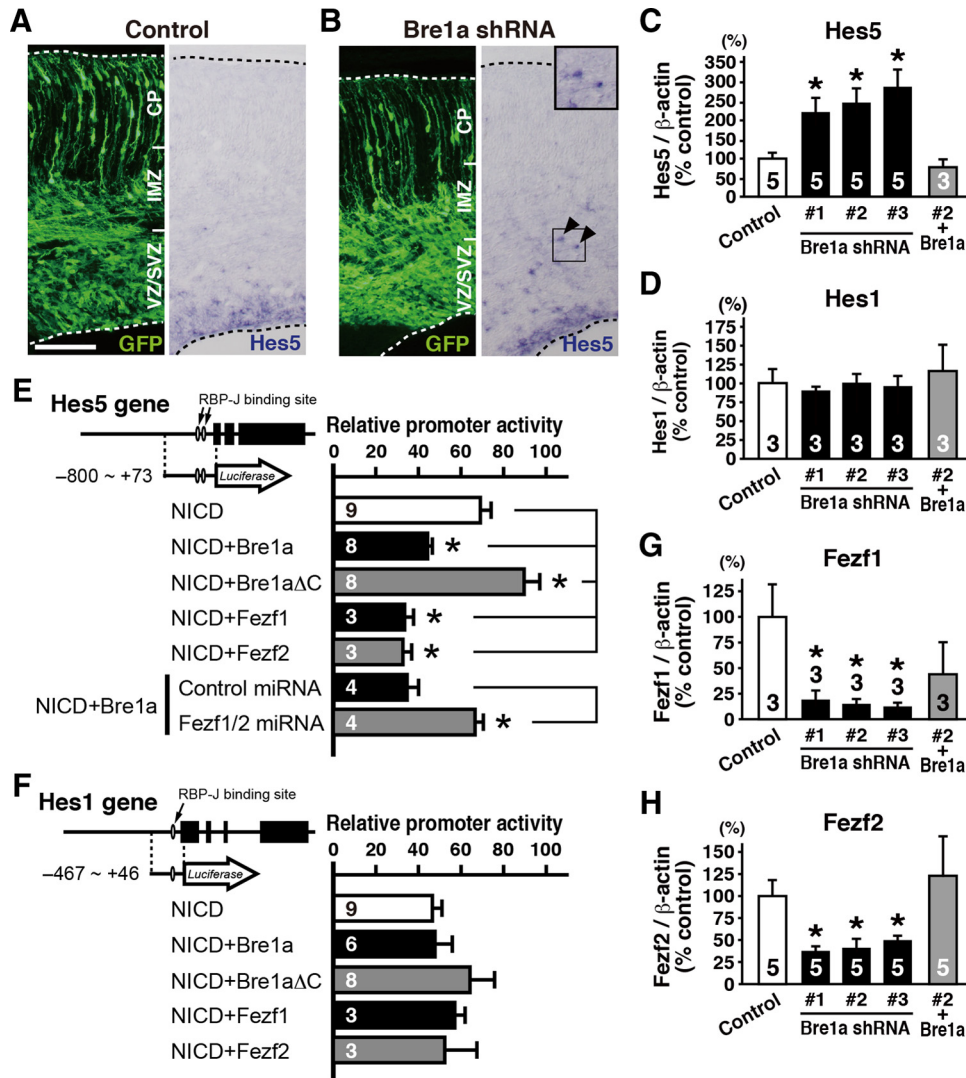 A
Control
CP
IMZ
VZ/SVZ
GFP
Hes5
B
Bre1a shRNA
CP
IMZ
VZ/SVZ
GFP
Hes5
C
Hes5
(%)
Hes5 / β-actin
(% control)
350
300
250
200
150
100
50
0
* * *
5 5 5 5 3
Control
#1 #2 #3 #2
+
Bre1a
Bre1a shRNA
D
Hes1
(%)
Hes1 / β-actin
(% control)
175
150
125
100
75
50
25
0
3 3 3 3 3
Control
#1 #2 #3 #2
+
Bre1a
Bre1a shRNA
E
Hes5 gene
RBP-J binding site
−800 ~ +73
Luciferase
Relative promoter activity
0 20 40 60 80 100
NICD
9
NICD+Bre1a
8 *
NICD+Bre1aΔC
8 *
NICD+Fezf1
3 *
NICD+Fezf2
3 *
NICD+Bre1a
Control miRNA
4
Fezf1/2 miRNA
4 *
F
Hes1 gene
RBP-J binding site
−467 ~ +46
Luciferase
Relative promoter activity
0 20 40 60 80 100
NICD
9
NICD+Bre1a
6
NICD+Bre1aΔC
8
NICD+Fezf1
3
NICD+Fezf2
3
G
Fezf1
(%)
Fezf1 / β-actin
(% control)
125
100
75
50
25
0
* * *
3 3 3 3 3
Control
#1 #2 #3 #2
+
Bre1a
Bre1a shRNA
H
Fezf2
(%)
Fezf2 / β-actin
(% control)
150
125
100
75
50
25
0
* * *
5 5 5 5 5
Control
#1 #2 #3 #2
+
Bre1a
Bre1a shRNA